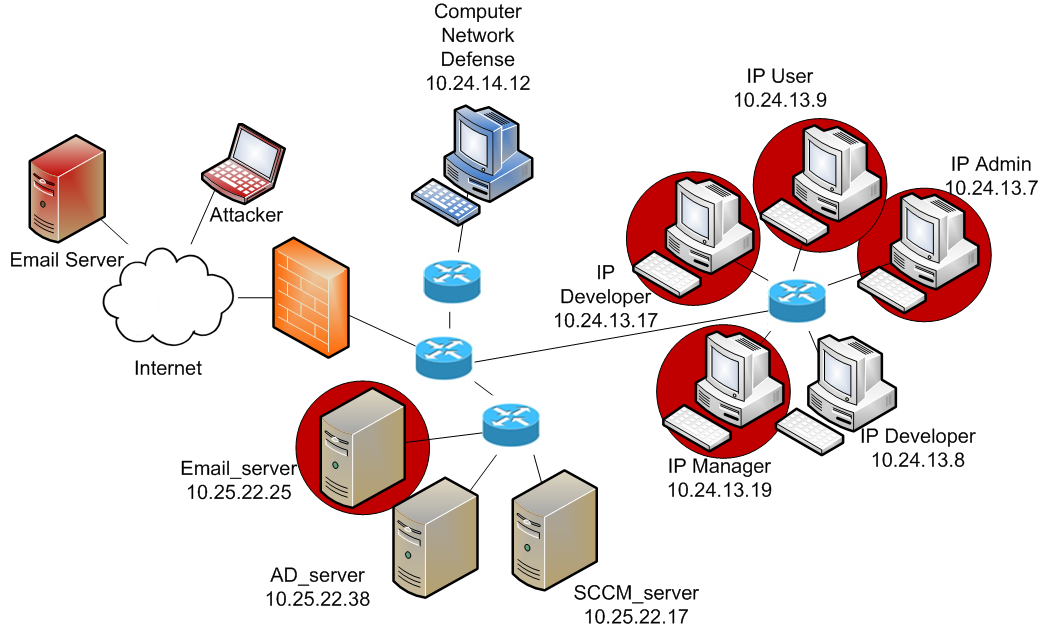 Computer
Network
Defense
10.24.14.12
IP User
10.24.13.9
IP Admin
10.24.13.7
Attacker
Email Server
IP
Developer
10.24.13.17
Internet
IP Developer
10.24.13.8
IP Manager
10.24.13.19
Email_server
10.25.22.25
AD_server
10.25.22.38
SCCM_server
10.25.22.17